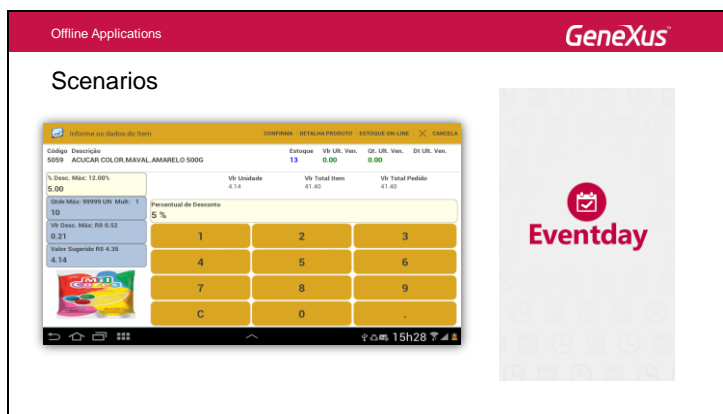 Offline Applications
GeneXus™
Scenarios
Informe os dados do Item
CONFIRMA DETALHA PRODUTO ESTOQUE ON-LINE CANCELA
Código Descrição Estoque Vlr Ult. Ven. Qt. Ult. Ven. Dt Ult. Ven.
5059 ACUCAR COLOR.MAVAL.AMARELO 500G 13 0.00 0.00
% Desc. Máx: 12.00% Vlr Unidade Vlr Total Item Vlr Total Pedido
5.00 4.14 41.40 41.40
Qtde Máx: 99999 UN Mult: 1
10
Percentual de Desconto
5 %
Vlr Desc. Máx: R$ 0.52
0.21
Valor Sugerido R$ 4.35
4.14
Mil Cores
1 2 3
4 5 6
7 8 9
C 0 .
15h28
Eventday